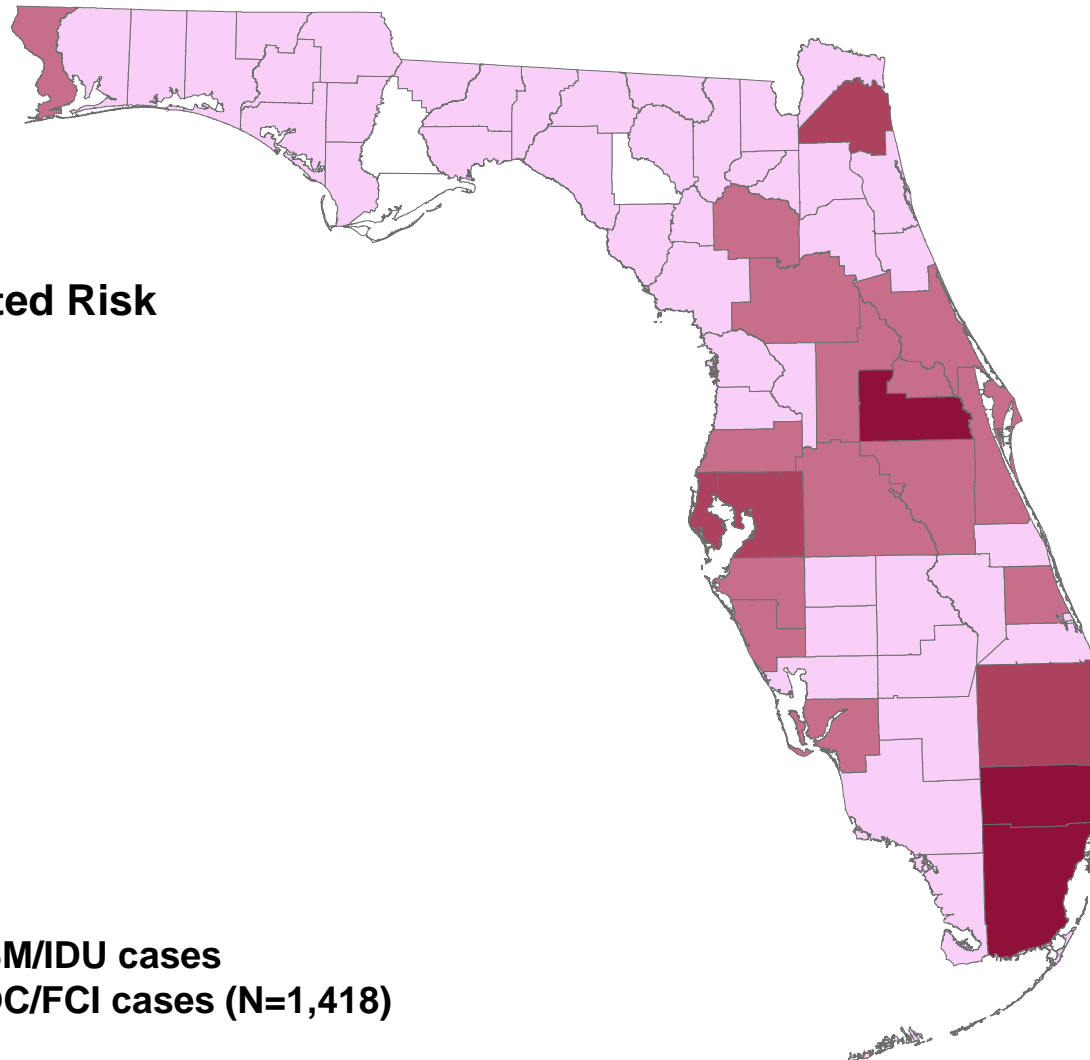 ted Risk
M/IDU cases
C/FCI cases (N=1,418)